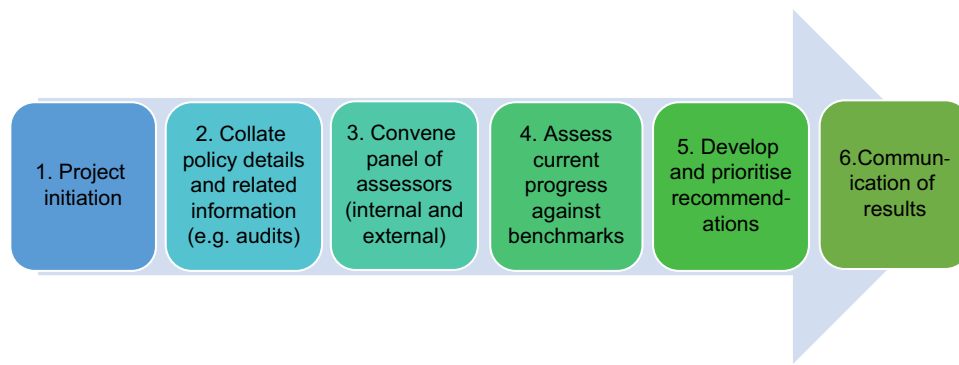 1. Project
initiation
2. Collate
policy details
and related
information
(e.g. audits)
3. Convene
panel of
assessors
(internal and
external)
4. Assess
current
progress
against
benchmarks
5. Develop
and prioritise
recommend-
ations
6.Commun-
ication of
results